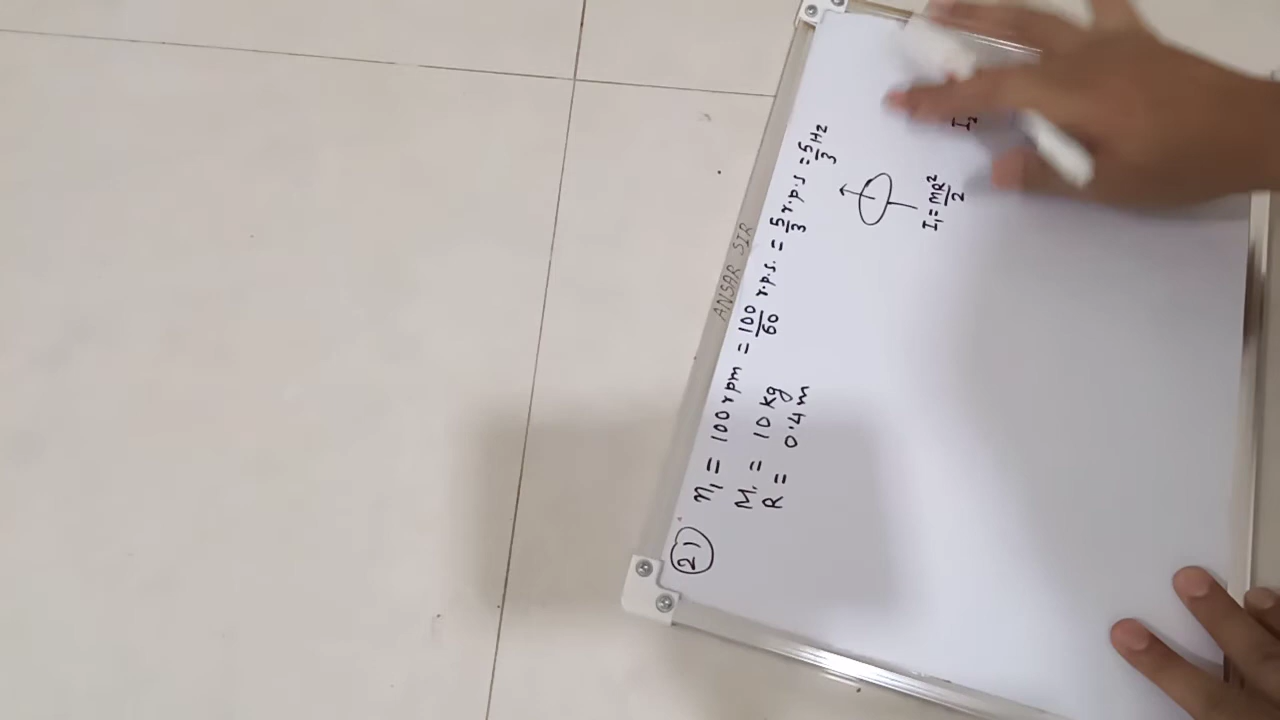 ANSAR SIR
(21) n₁ = 100 rpm = 100/60 r.p.s. = 5/3 r.p.s = 5/3 Hz
M₁ = 10 kg
R = 0.4 m
I₁ = MR²/2
I₂